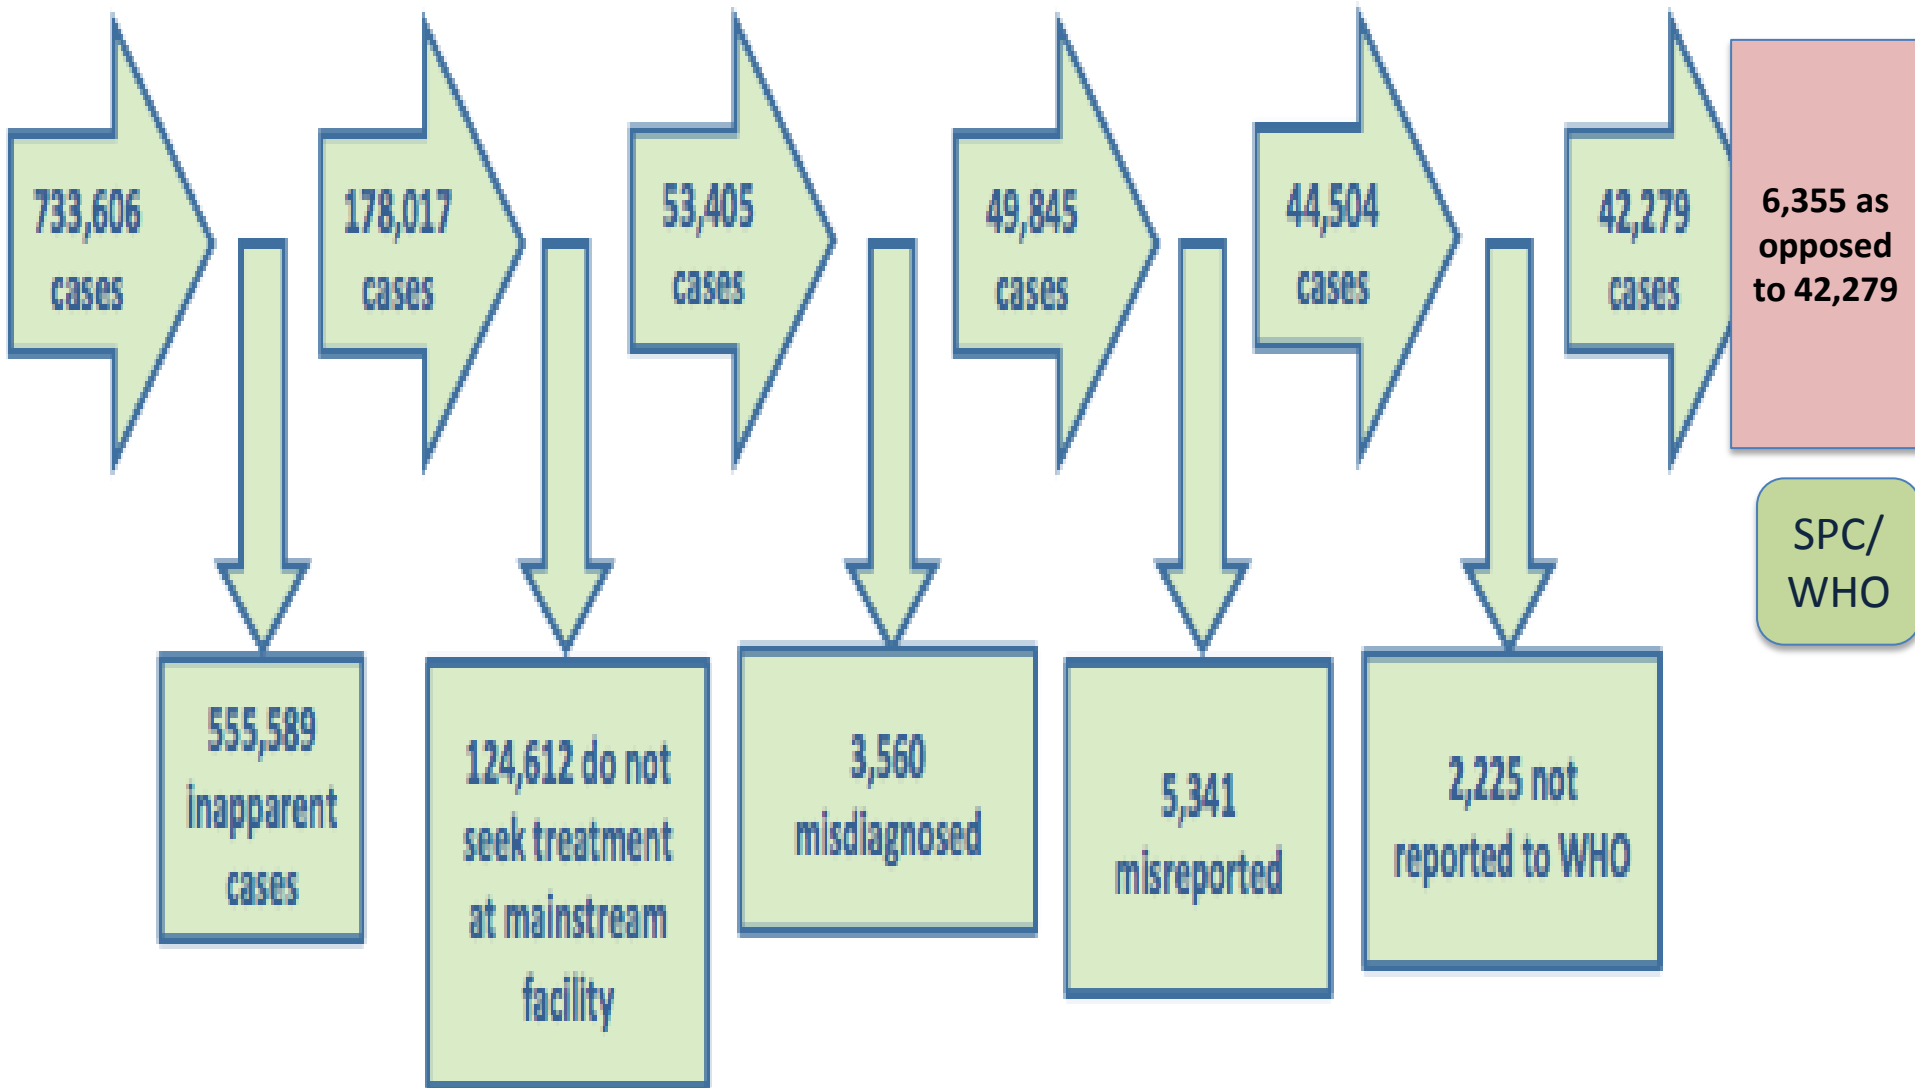 733,606
cases
178,017
cases
53,405
cases
49,845
cases
44,504
cases
42,279
cases
6,355 as
opposed
to 42,279
SPC/
WHO
555,589
inapparent
cases
124,612 do not
seek treatment
at mainstream
facility
3,560
misdiagnosed
5,341
misreported
2,225 not
reported to WHO